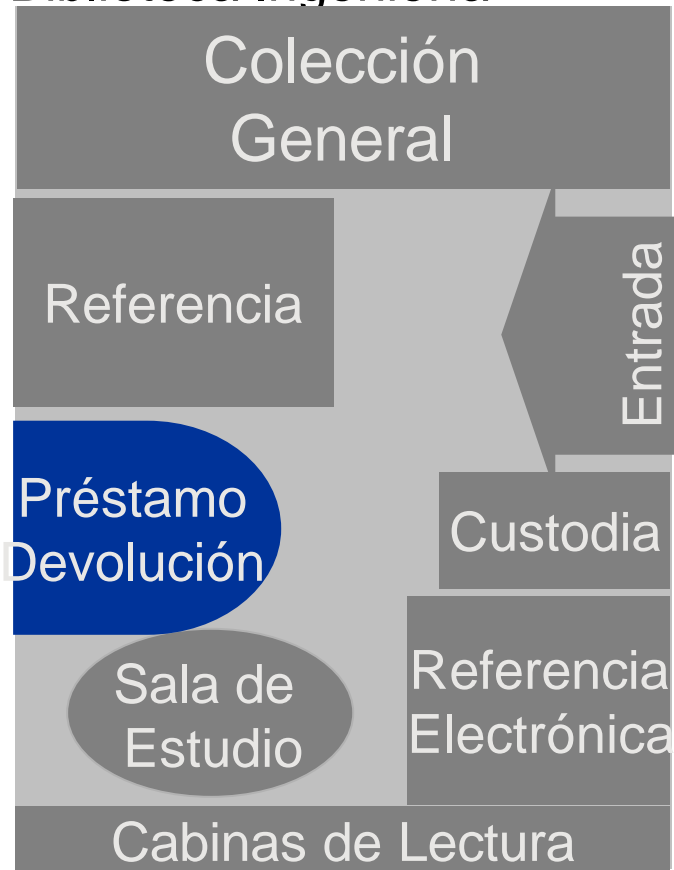 Colección
General
Referencia
Entrada
Préstamo
Devolución
Custodia
Sala de
Estudio
Referencia
Electrónica
Cabinas de Lectura